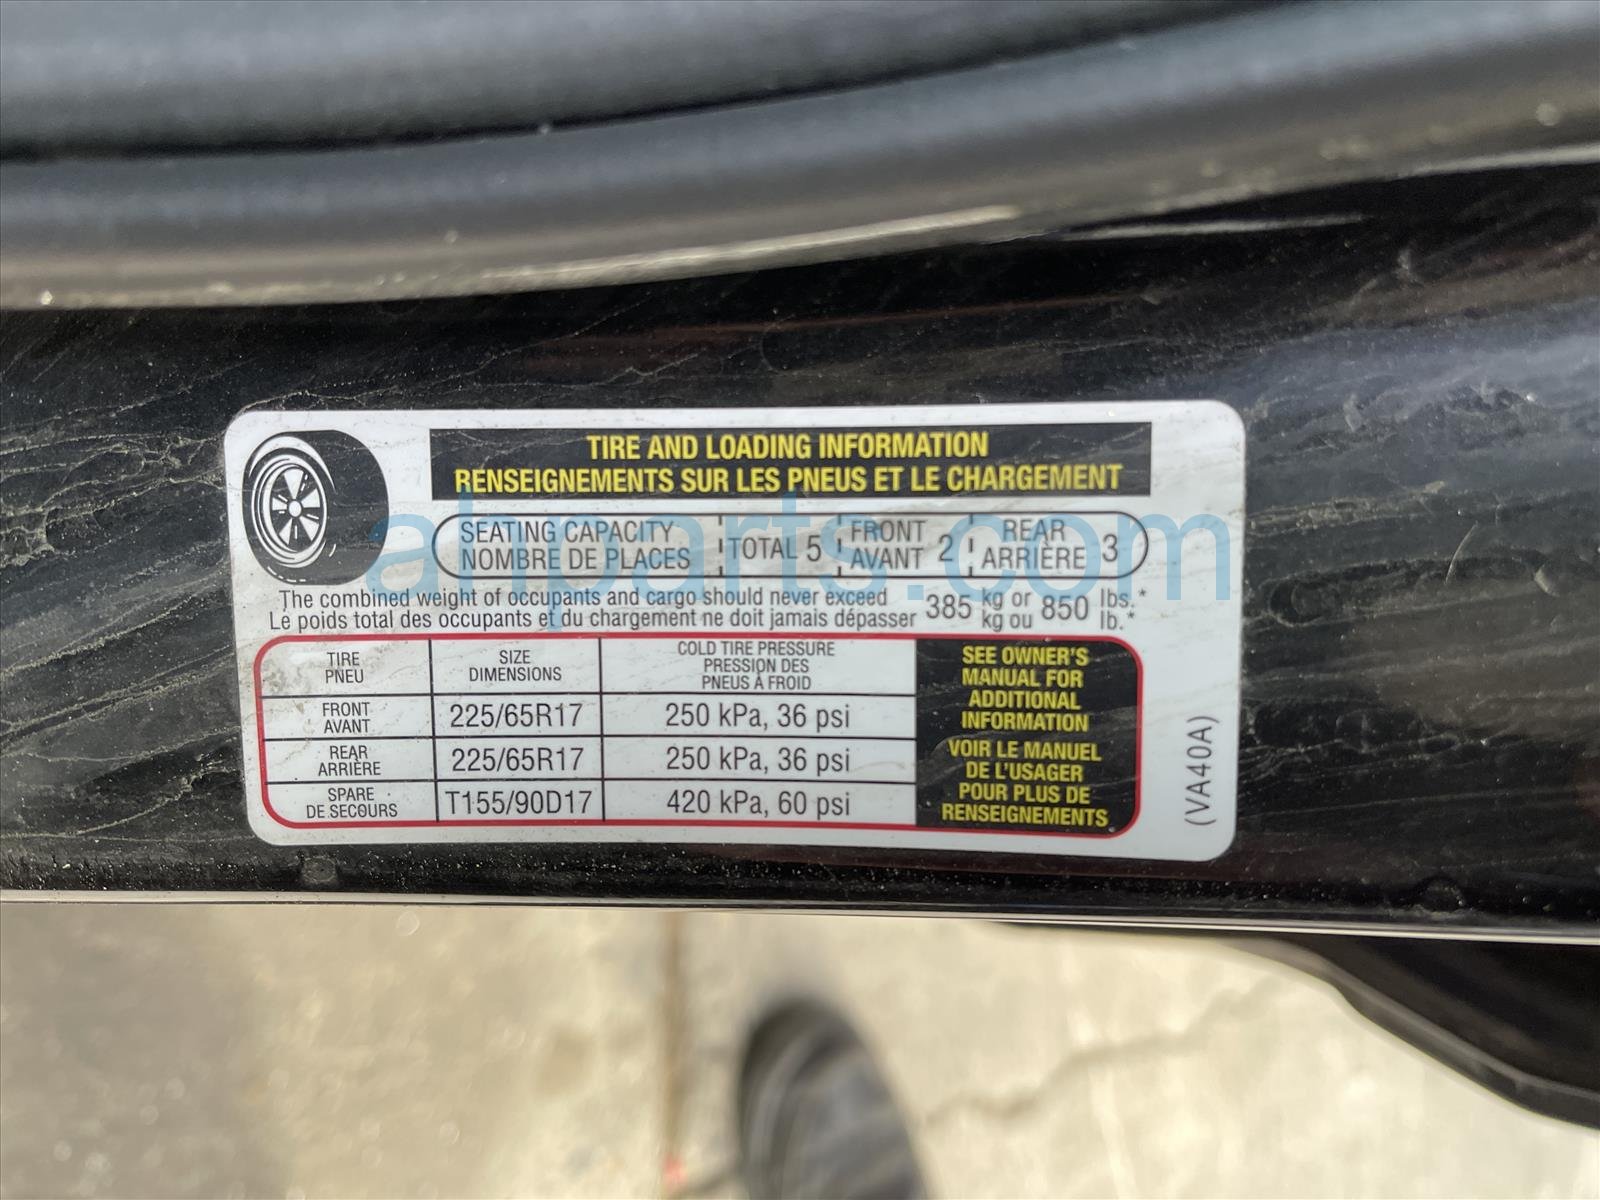 TIRE AND LOADING INFORMATION
RENSEIGNEMENTS SUR LES PNEUS ET LE CHARGEMENT
SEATING CAPACITY
NOMBRE DE PLACES
TOTAL 5
FRONT
AVANT 2
REAR
ARRIÈRE 3
The combined weight of occupants and cargo should never exceed
Le poids total des occupants et du chargement ne doit jamais dépasser
385 kg or 850 lbs.*
kg ou lb.*
TIRE
PNEU
SIZE
DIMENSIONS
COLD TIRE PRESSURE
PRESSION DES
PNEUS À FROID
FRONT
AVANT
225/65R17
250 kPa, 36 psi
REAR
ARRIÈRE
225/65R17
250 kPa, 36 psi
SPARE
DE SECOURS
T155/90D17
420 kPa, 60 psi
SEE OWNER'S
MANUAL FOR
ADDITIONAL
INFORMATION
VOIR LE MANUEL
DE L'USAGER
POUR PLUS DE
RENSEIGNEMENTS
(VA40A)
ahparts.com